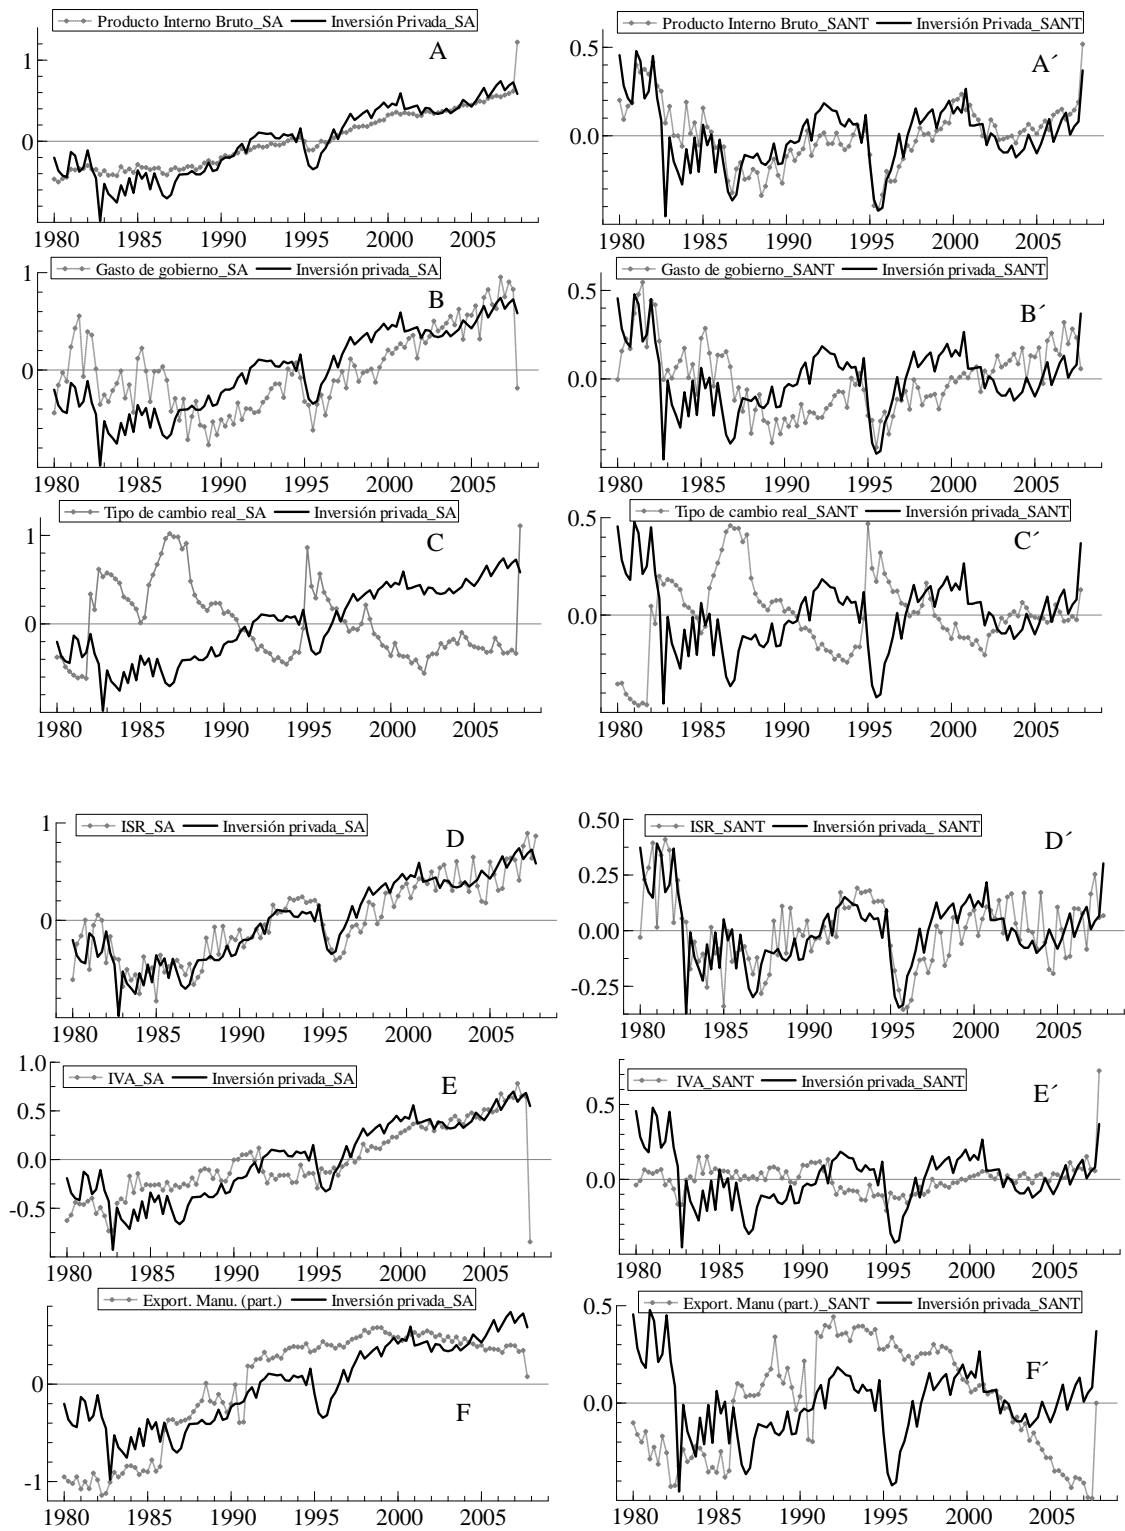 Producto Interno Bruto_SA Inversión Privada_SA
A
1
0
1980 1985 1990 1995 2000 2005
Producto Interno Bruto_SANT Inversión Privada_SANT
0.5
A´
0.0
1980 1985 1990 1995 2000 2005
Gasto de gobierno_SA Inversión privada_SA
1
B
0
1980 1985 1990 1995 2000 2005
Gasto de gobierno_SANT Inversión privada_SANT
0.5
B´
0.0
1980 1985 1990 1995 2000 2005
Tipo de cambio real_SA Inversión privada_SA
1
C
0
1980 1985 1990 1995 2000 2005
Tipo de cambio real_SANT Inversión privada_SANT
0.5
C´
0.0
1980 1985 1990 1995 2000 2005
1
ISR_SA Inversión privada_SA
D
0
1980 1985 1990 1995 2000 2005
0.50
ISR_SANT Inversión privada_ SANT
D´
0.25
0.00
-0.25
1980 1985 1990 1995 2000 2005
1.0
IVA_SA Inversión privada_SA
E
0.5
0.0
-0.5
1980 1985 1990 1995 2000 2005
IVA_SANT Inversión privada_SANT
E´
0.5
0.0
1980 1985 1990 1995 2000 2005
Export. Manu. (part.) Inversión privada_SA
0
F
-1
1980 1985 1990 1995 2000 2005
0.5
Export. Manu (part.)_SANT Inversión privada_SANT
F´
0.0
1980 1985 1990 1995 2000 2005